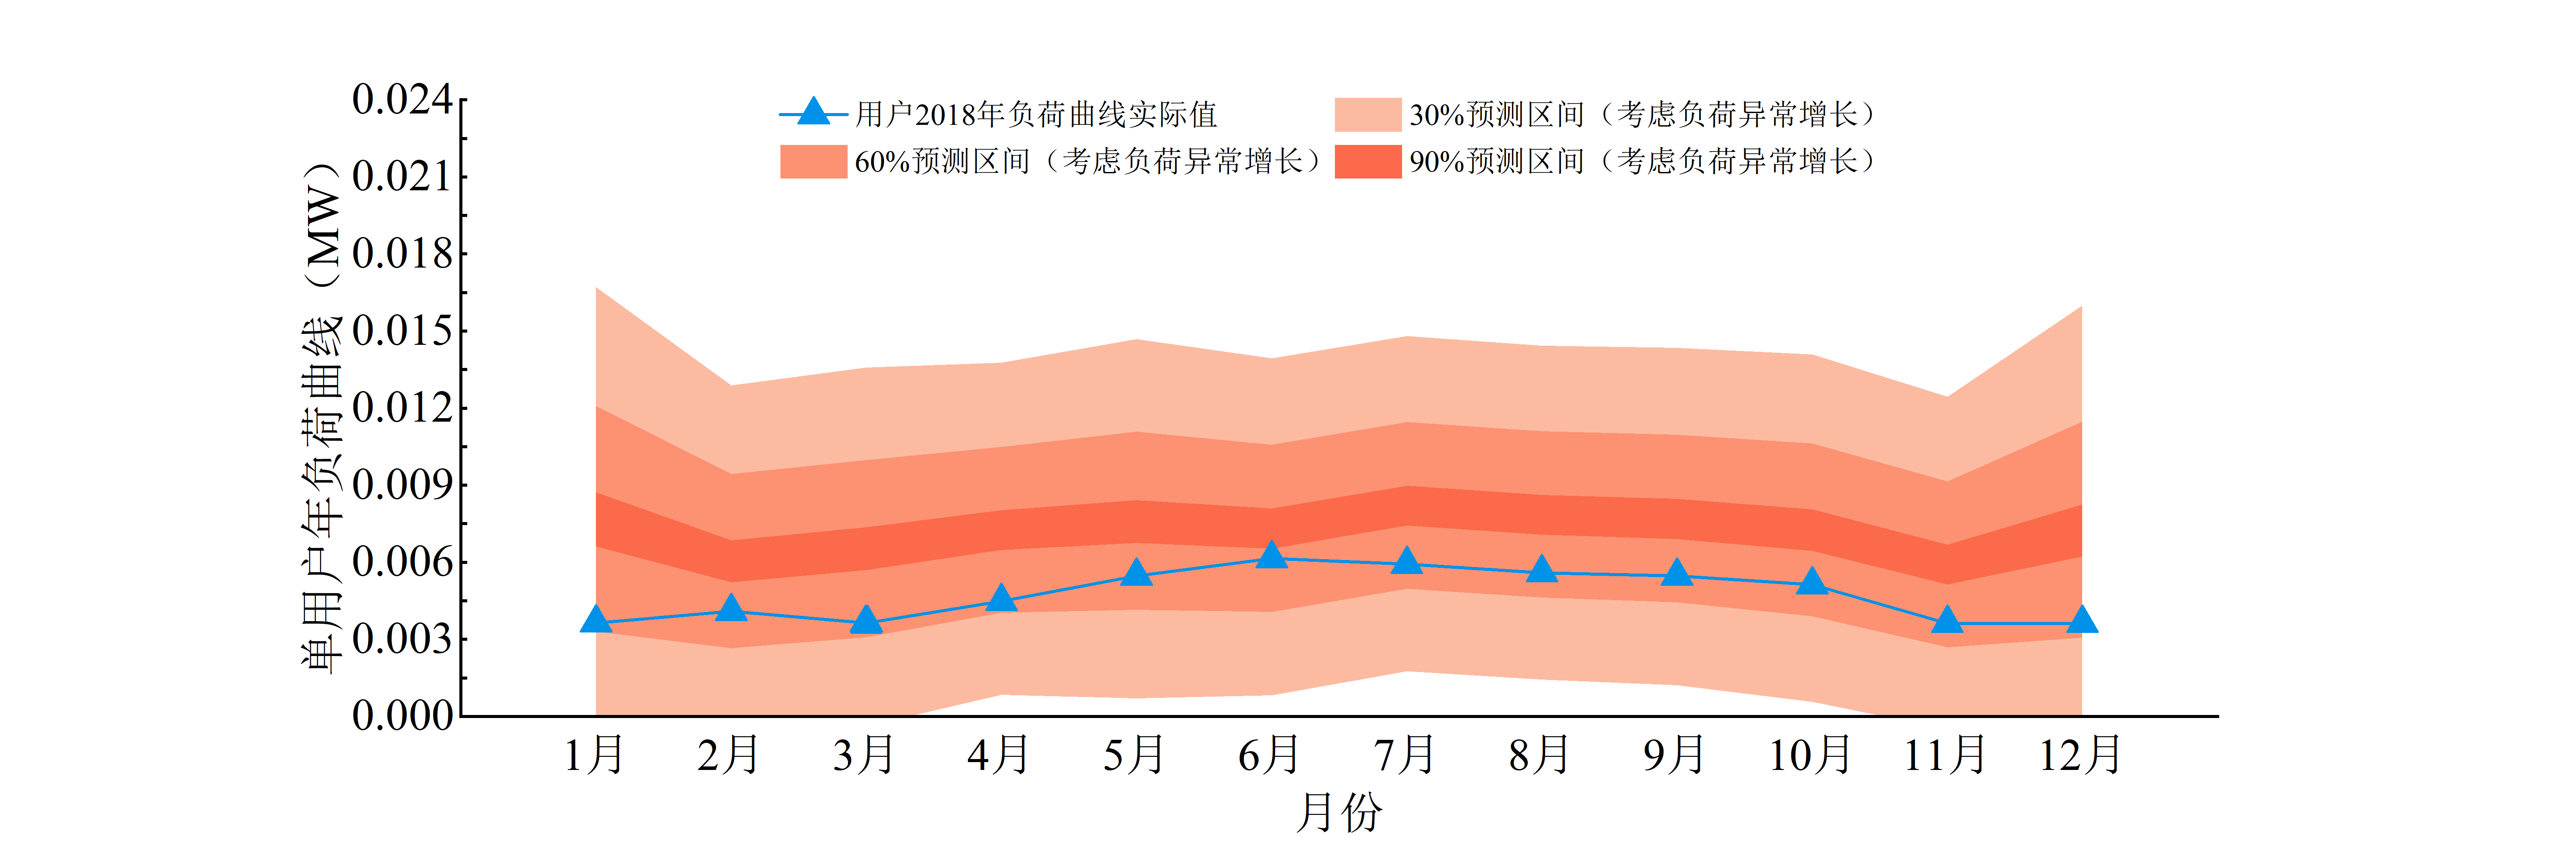 用户2018年负荷曲线实际值
30%预测区间（考虑负荷异常增长）
60%预测区间（考虑负荷异常增长）
90%预测区间（考虑负荷异常增长）
单用户年负荷曲线（MW）
0.024
0.021
0.018
0.015
0.012
0.009
0.006
0.003
0.000
1月
2月
3月
4月
5月
6月
7月
8月
9月
10月
11月
12月
月份